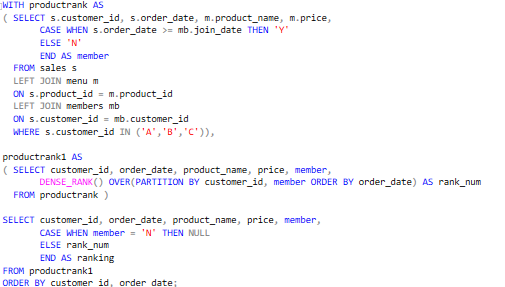 WITH productrank AS
( SELECT s.customer_id, s.order_date, m.product_name, m.price,
CASE WHEN s.order_date >= mb.join_date THEN 'Y'
ELSE 'N'
END AS member
FROM sales s
LEFT JOIN menu m
ON s.product_id = m.product_id
LEFT JOIN members mb
ON s.customer_id = mb.customer_id
WHERE s.customer_id IN ('A','B','C')),
productrank1 AS
( SELECT customer_id, order_date, product_name, price, member,
DENSE_RANK() OVER(PARTITION BY customer_id, member ORDER BY order_date) AS rank_num
FROM productrank )
SELECT customer_id, order_date, product_name, price, member,
CASE WHEN member = 'N' THEN NULL
ELSE rank_num
END AS ranking
FROM productrank1
ORDER BY customer_id, order_date;